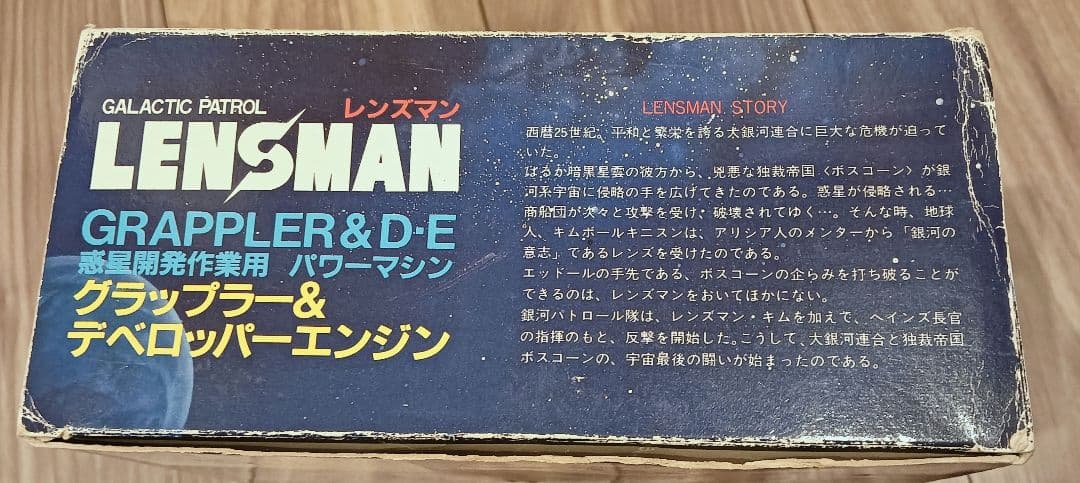 GALACTIC PATROL レンズマン
LENSMAN
GRAPPLER&D·E
惑星開発作業用 パワーマシン
グラップラー&
デベロッパーエンジン
LENSMAN STORY
西暦25世紀、平和と繁栄を誇る大銀河連合に巨大な危機が迫って
いた。
はるか暗黒星雲の彼方から、兇悪な独裁帝国〈ボスコーン〉が銀
河系宇宙に侵略の手を広げてきたのである。惑星が侵略される…
商船団が次々と攻撃を受け、破壊されてゆく…。そんな時、地球
人、キムボールキニスンは、アリシア人のメンターから「銀河の
意志」であるレンズを受けたのである。
エッドールの手先である、ボスコーンの企らみを打ち破ることが
できるのは、レンズマンをおいてほかにない。
銀河パトロール隊は、レンズマン・キムを加えて、ヘインズ長官
の指揮のもと、反撃を開始した。こうして、大銀河連合と独裁帝国
ボスコーンの、宇宙最後の闘いが始まったのである。